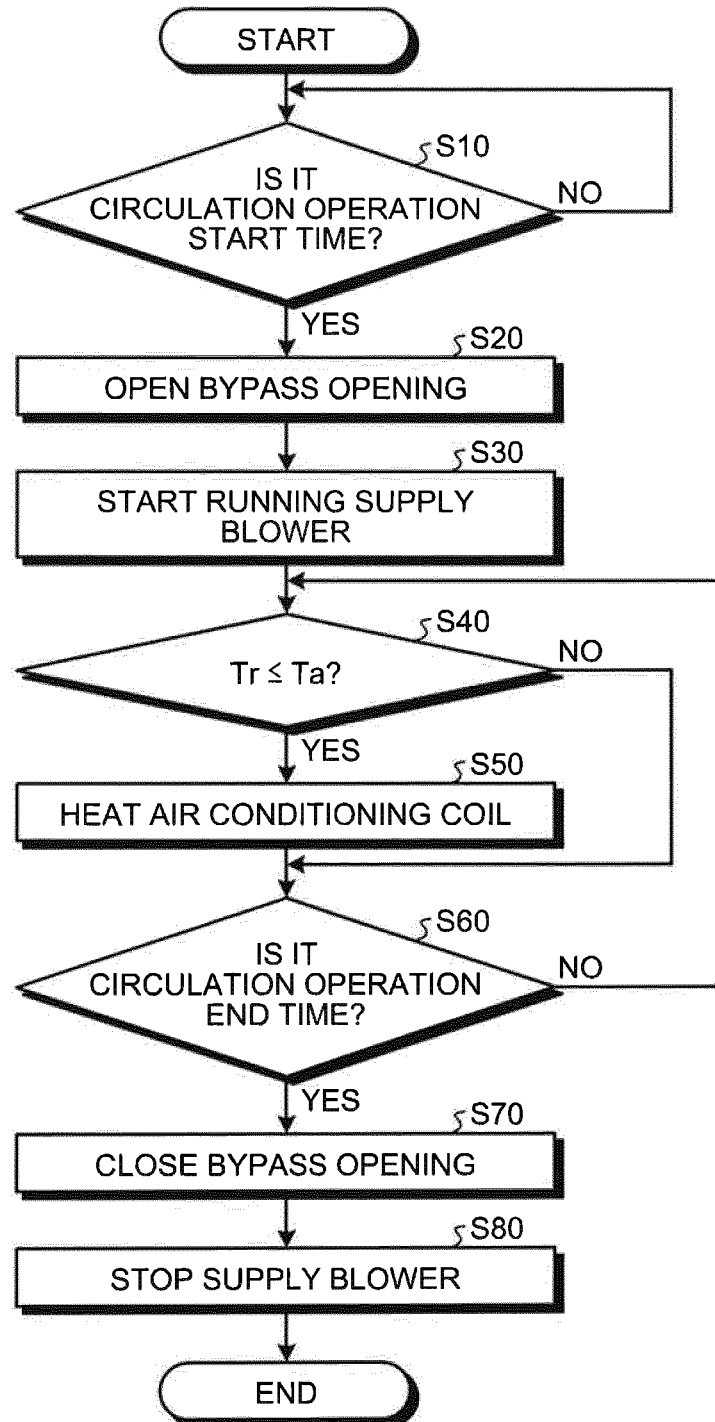 START
S10
IS IT
CIRCULATION OPERATION
START TIME?
NO
YES
S20
OPEN BYPASS OPENING
S30
START RUNNING SUPPLY
BLOWER
S40
Tr ≤ Ta?
NO
YES
S50
HEAT AIR CONDITIONING COIL
S60
IS IT
CIRCULATION OPERATION
END TIME?
NO
YES
S70
CLOSE BYPASS OPENING
S80
STOP SUPPLY BLOWER
END